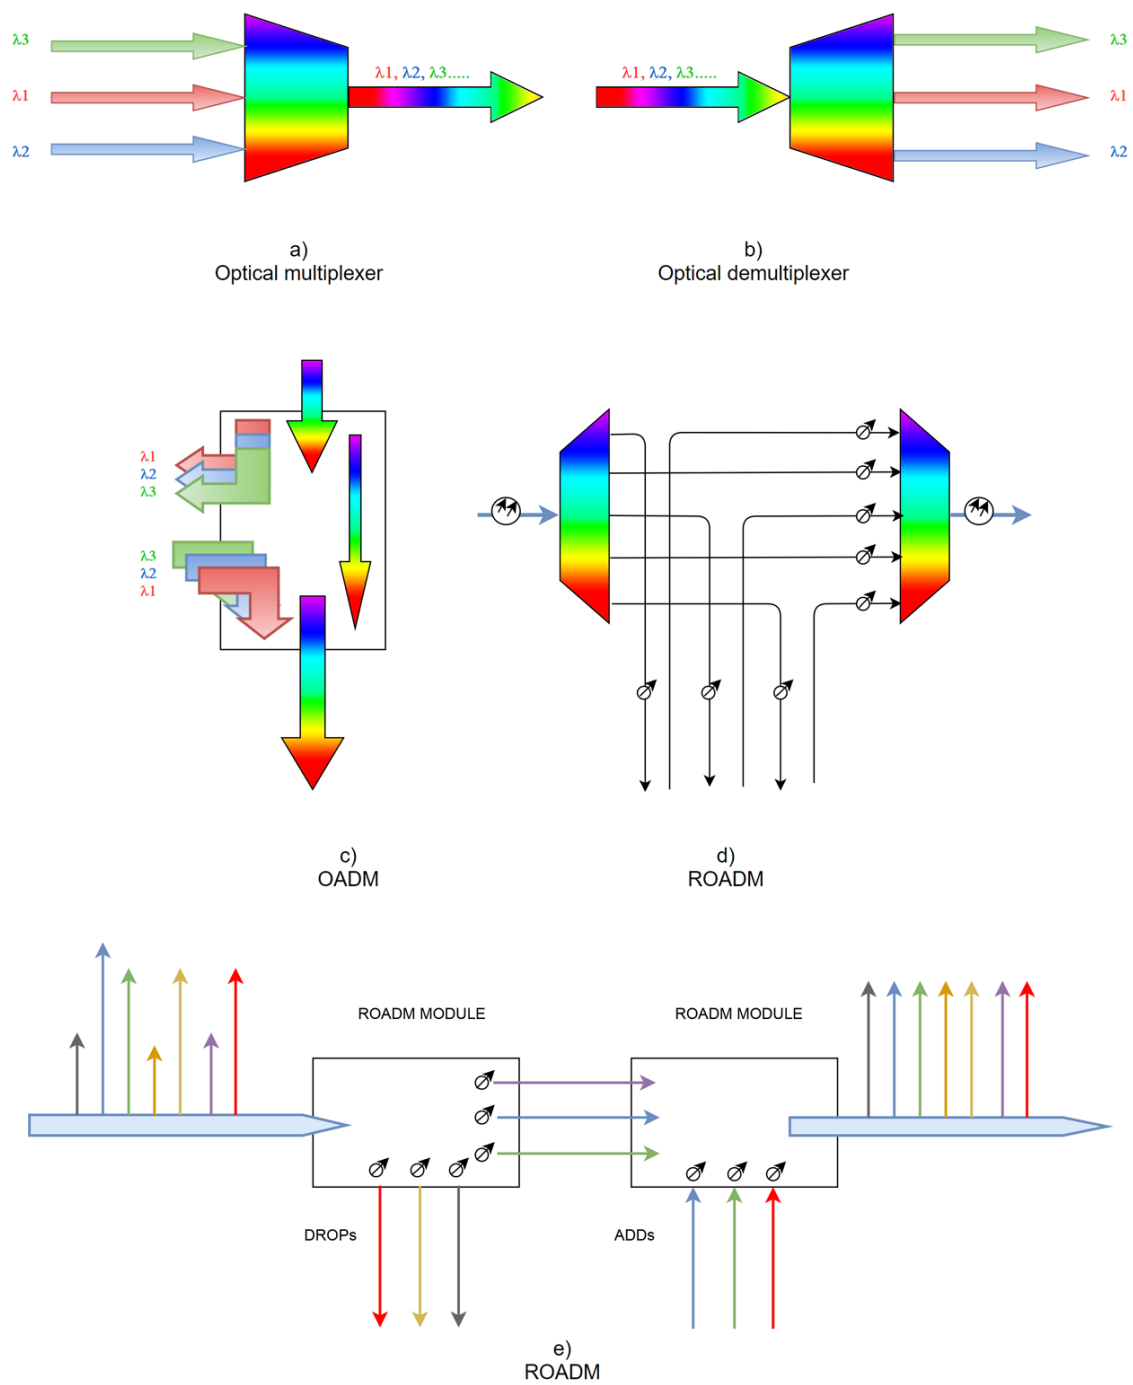 λ3
λ1
λ2
λ1, λ2, λ3.....
a)
Optical multiplexer
λ1, λ2, λ3.....
λ3
λ1
λ2
b)
Optical demultiplexer
λ1
λ2
λ3
λ3
λ2
λ1
c)
OADM
d)
ROADM
ROADM MODULE
ROADM MODULE
DROPs
ADDs
e)
ROADM